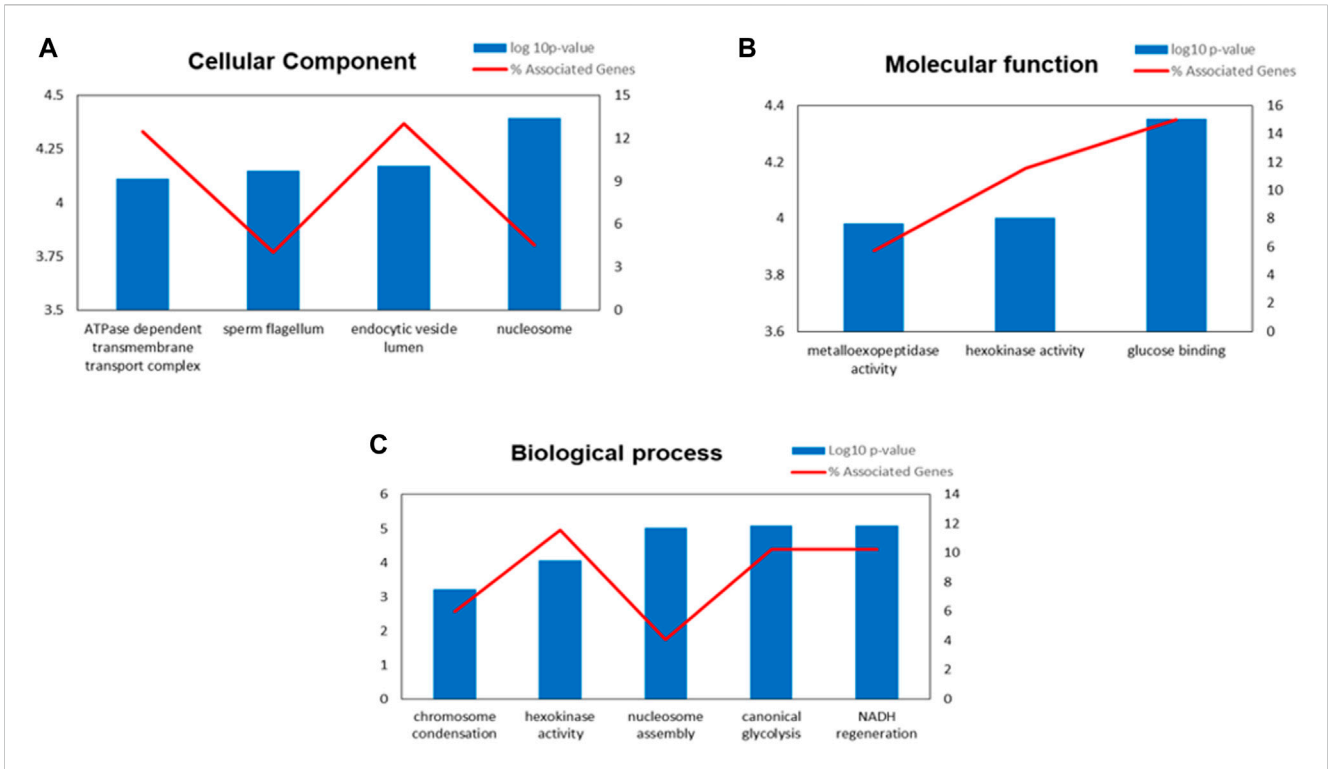 A
Cellular Component
log 10p-value
% Associated Genes
4.5
4.25
4
3.75
3.5
15
12
9
6
3
0
ATPase dependent
transmembrane
transport complex
sperm flagellum
endocytic vesicle
lumen
nucleosome
B
Molecular function
log10 p-value
% Associated Genes
4.4
4.2
4
3.8
3.6
16
14
12
10
8
6
4
2
0
metalloexopeptidase
activity
hexokinase activity
glucose binding
C
Biological process
Log10 p-value
% Associated Genes
6
5
4
3
2
1
0
14
12
10
8
6
4
2
0
chromosome
condensation
hexokinase
activity
nucleosome
assembly
canonical
glycolysis
NADH
regeneration